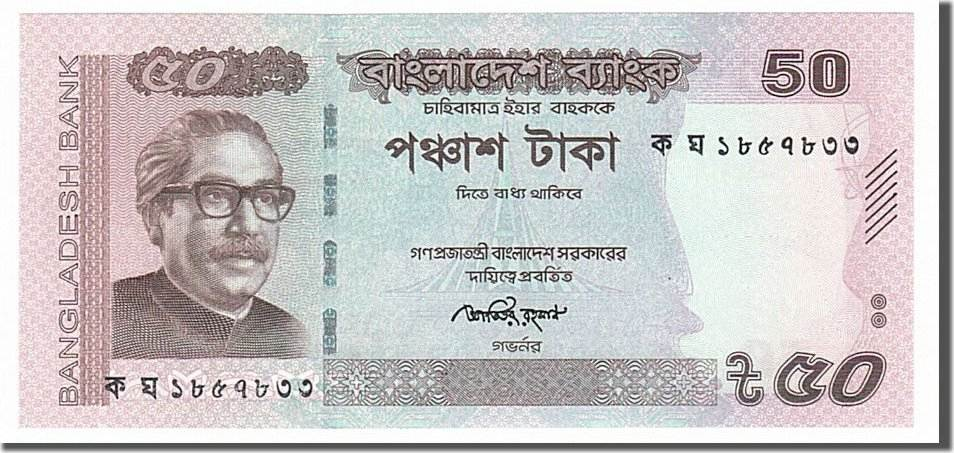 BANGLADESH BANK
৫০
বাংলাদেশ ব্যাংক
50
চাহিবামাত্র ইহার বাহককে
পঞ্চাশ টাকা
ক ঘ ১৮৫৭৮৩৩
দিতে বাধ্য থাকিবে
গণপ্রজাতন্ত্রী বাংলাদেশ সরকারের
দায়িত্বে প্রবর্তিত
গভর্নর
ক ঘ ১৮৫৭৮৩৩
৳৫০